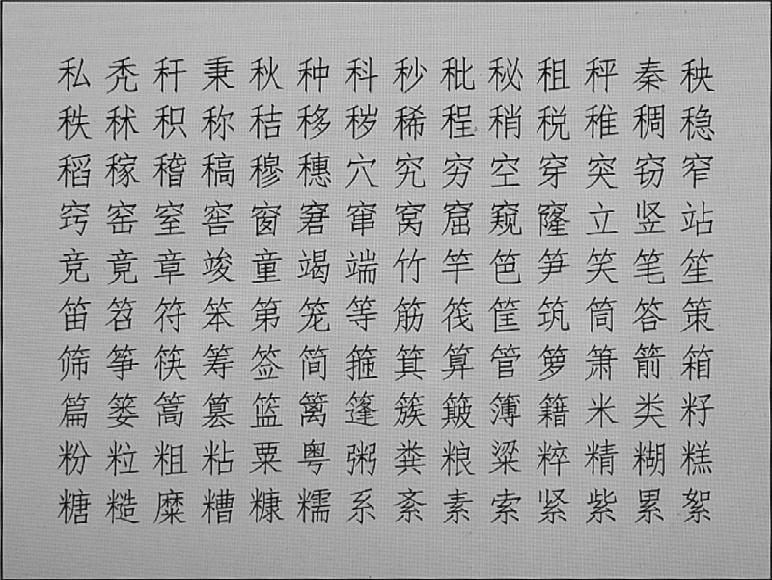 私秃秆秉秋种科秒秕秘租秤秦秧
秩秫积称秸移秽稀程稍税稚稠稳
稻稼稽稿穆穗穴究穷空穿突窃窄
窍窑窒窖窗窘窜窝窟窥窿立竖站
竞竟章竣童竭端竹竿笆笋笑笔笙
笛笤符笨第笼等筋筏筐筑筒答策
筛筝筷筹签简箍箕算管箩箫箭箱
篇篓篙篡篮篱篷簇簸簿籍米类籽
粉粒粗粘粟粤粥粪粮粱粹精糊糕
糖糙糜糟糠糯系紊素索紧紫累絮